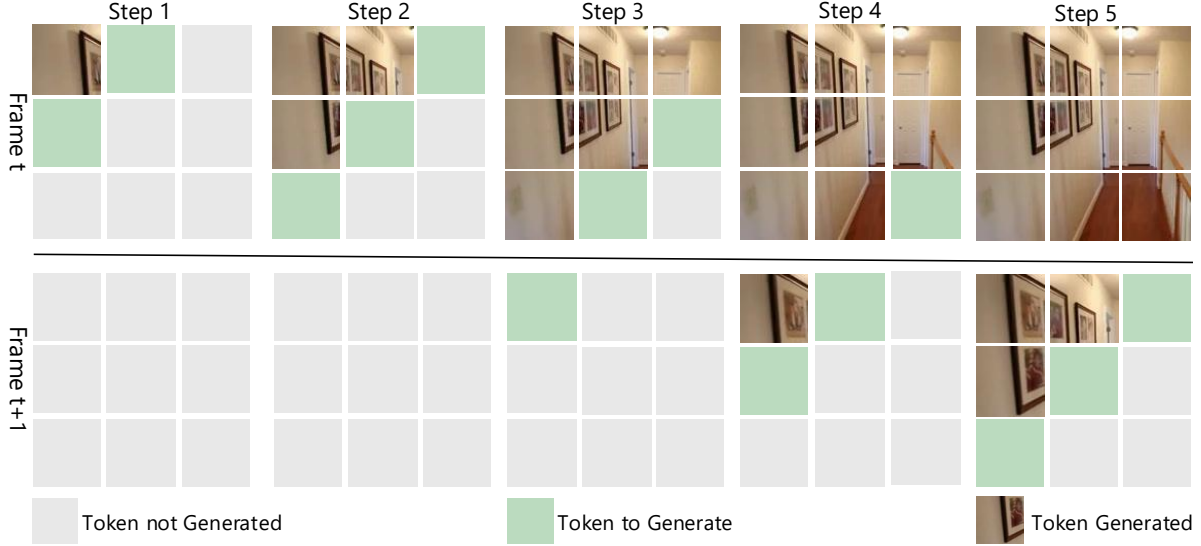 Step 1
Step 2
Step 3
Step 4
Step 5
Frame t
Frame t+1
Token not Generated
Token to Generate
Token Generated